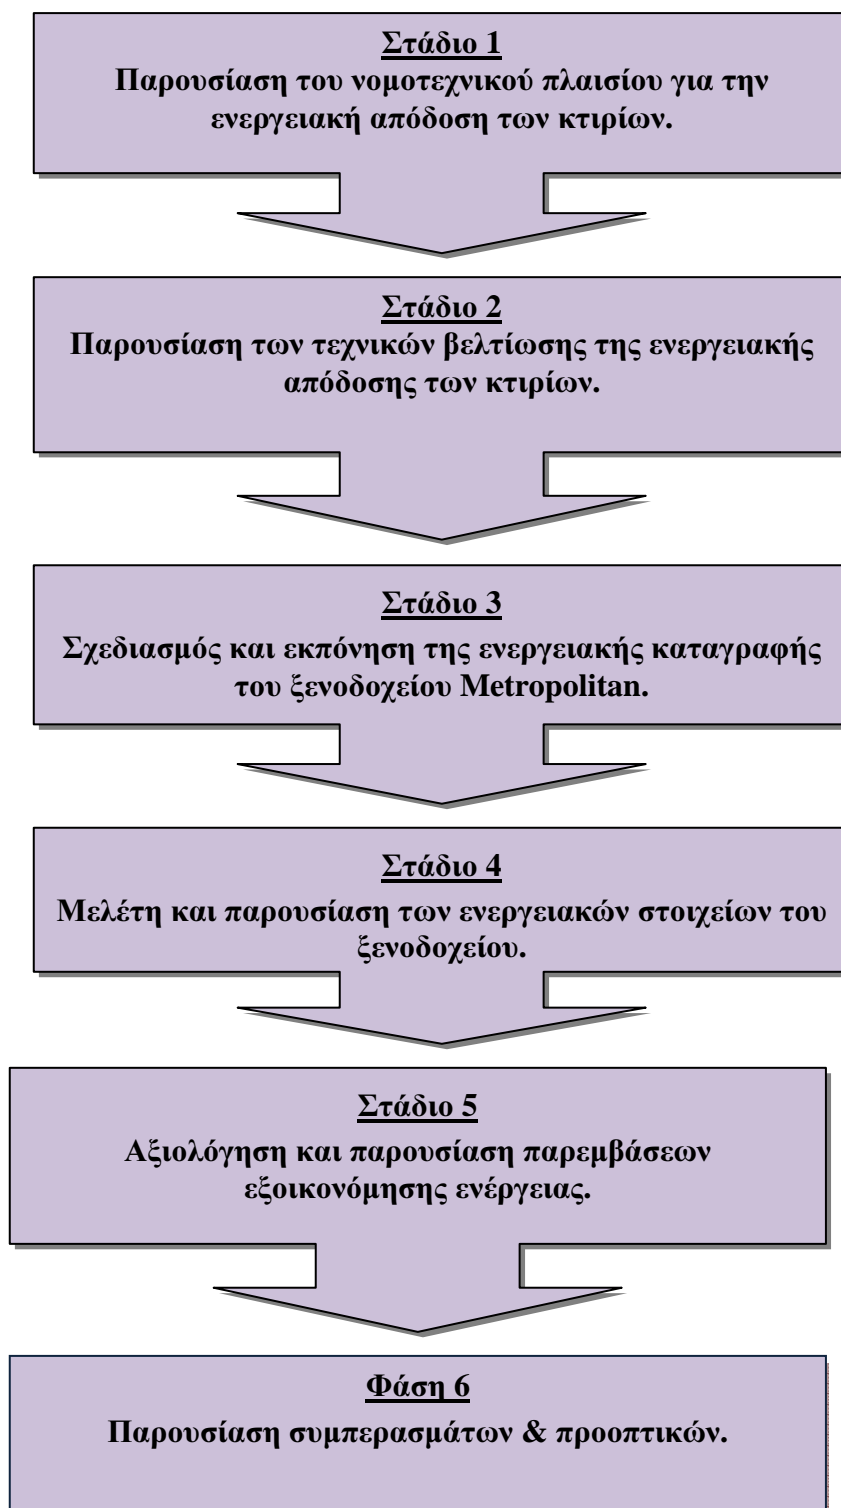 Στάδιο 1
Παρουσίαση του νομοτεχνικού πλαισίου για την
ενεργειακή απόδοση των κτιρίων.
Στάδιο 2
Παρουσίαση των τεχνικών βελτίωσης της ενεργειακής
απόδοσης των κτιρίων.
Στάδιο 3
Σχεδιασμός και εκπόνηση της ενεργειακής καταγραφής
του ξενοδοχείου Metropolitan.
Στάδιο 4
Μελέτη και παρουσίαση των ενεργειακών στοιχείων του
ξενοδοχείου.
Στάδιο 5
Αξιολόγηση και παρουσίαση παρεμβάσεων
εξοικονόμησης ενέργειας.
Φάση 6
Παρουσίαση συμπερασμάτων & προοπτικών.